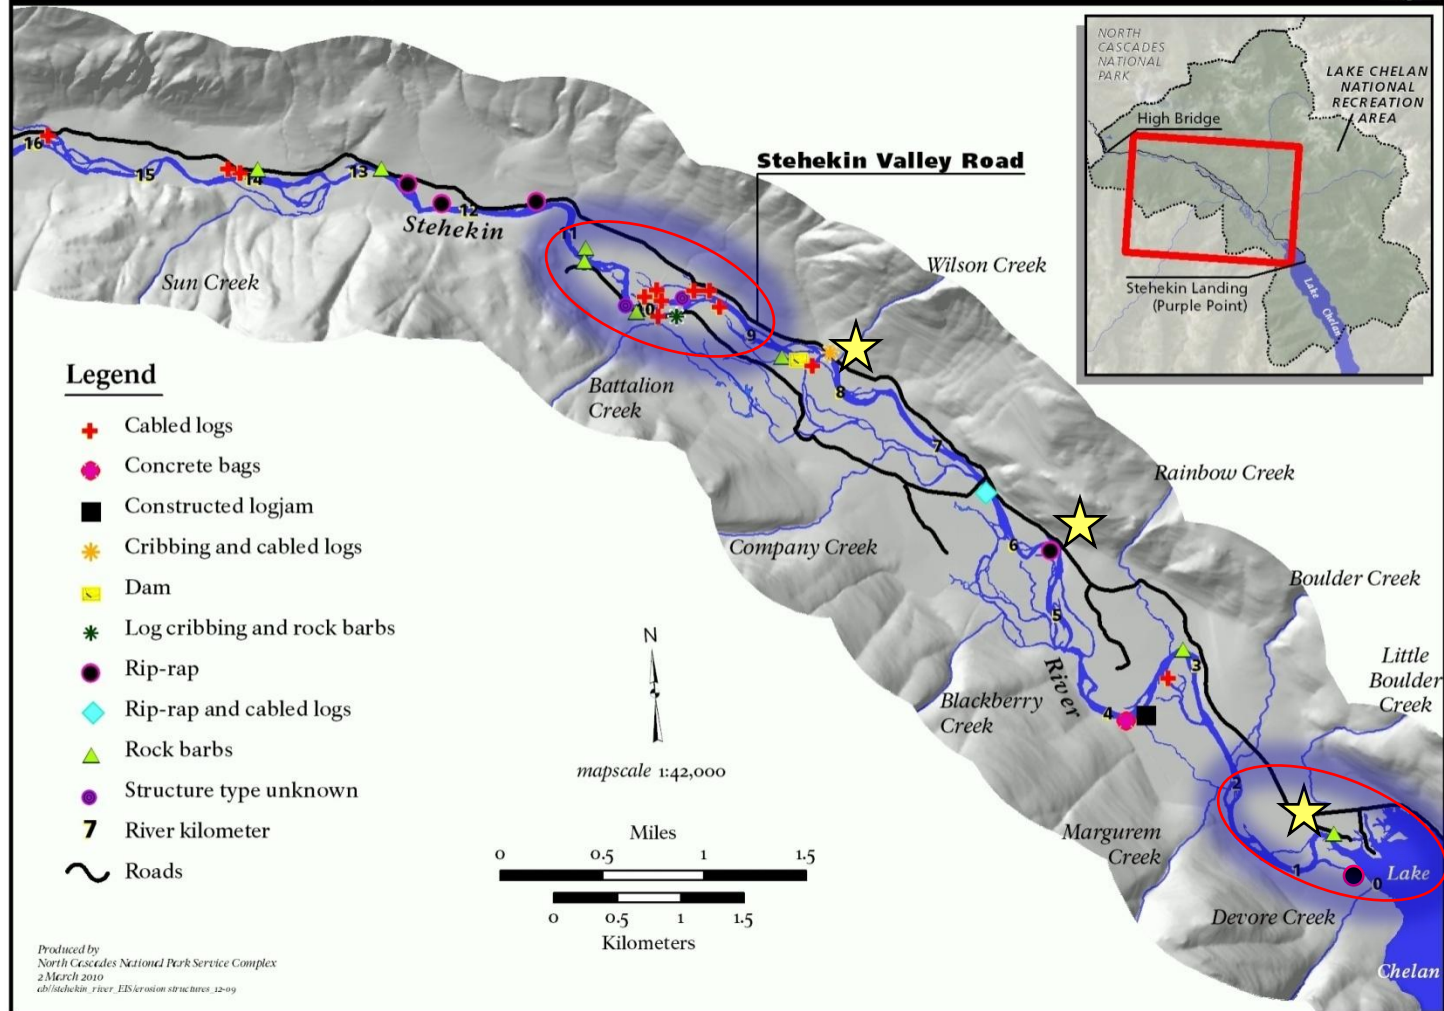 NORTH
CASCADES
NATIONAL
PARK
LAKE CHELAN
NATIONAL
RECREATION
AREA
High Bridge
Stehekin Landing
(Purple Point)
Lake Chelan
Stehekin Valley Road
16
15
14
13
12
11
10
9
8
7
6
5
4
3
2
1
0
Stehekin
River
Sun Creek
Wilson Creek
Battalion
Creek
Rainbow Creek
Company Creek
Boulder Creek
Little
Boulder
Creek
Blackberry
Creek
Margurem
Creek
Devore Creek
Lake
Chelan
Legend
Cabled logs
Concrete bags
Constructed logjam
Cribbing and cabled logs
Dam
Log cribbing and rock barbs
Rip-rap
Rip-rap and cabled logs
Rock barbs
Structure type unknown
7 River kilometer
Roads
N
mapscale 1:42,000
Miles
0 0.5 1 1.5
0 0.5 1 1.5
Kilometers
Produced by
North Cascades National Park Service Complex
2 March 2010
ab//stehekin_river_EIS/erosion structures_12-09